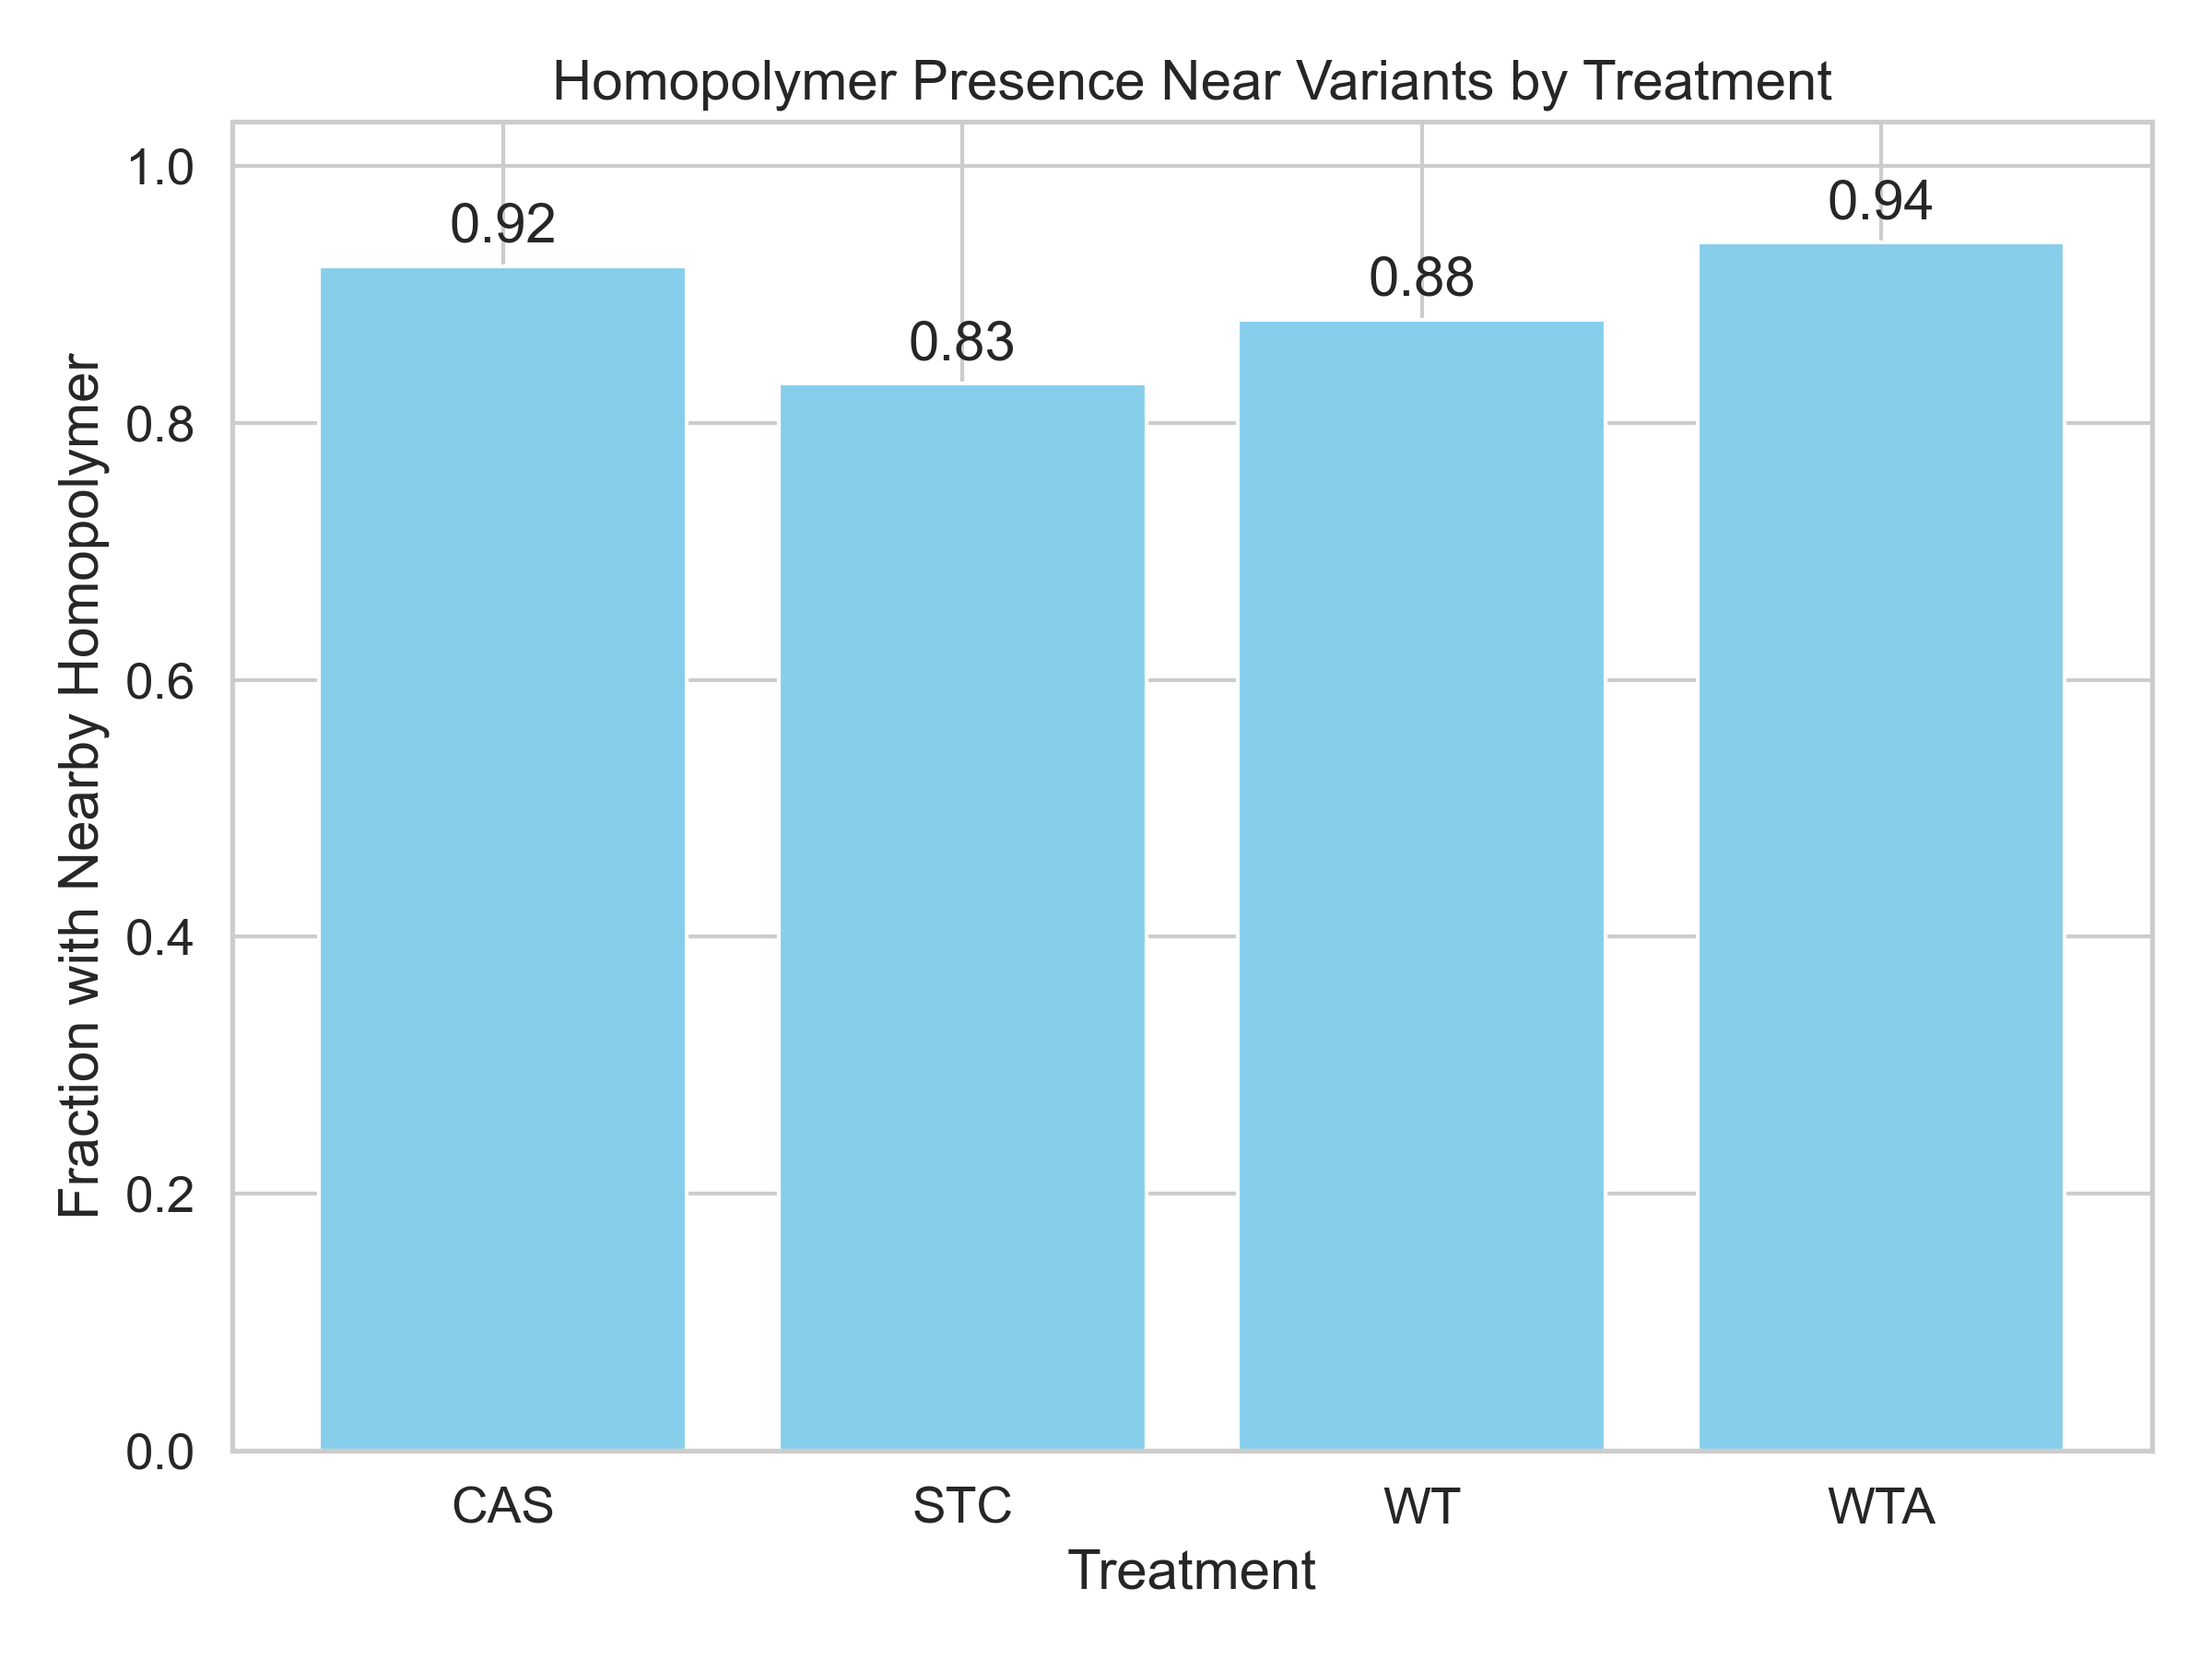 Homopolymer Presence Near Variants by Treatment
1.0
0.8
0.6
0.4
0.2
0.0
Fraction with Nearby Homopolymer
0.92
0.83
0.88
0.94
CAS
STC
WT
WTA
Treatment